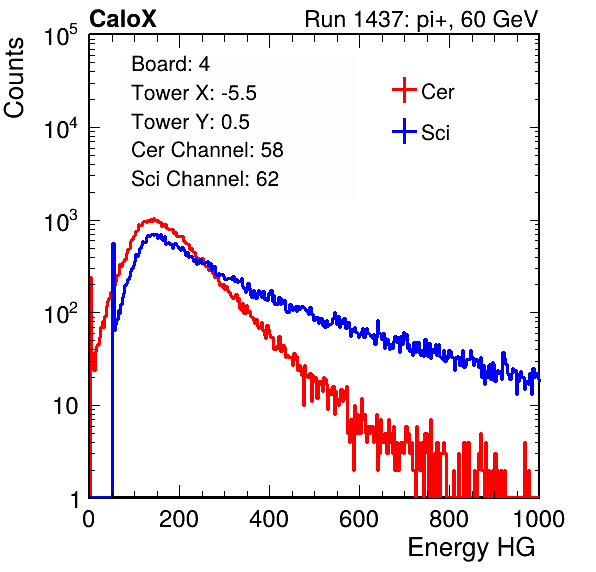 CaloX Run 1437: pi+, 60 GeV
Counts
Board: 4
Tower X: -5.5
Tower Y: 0.5
Cer Channel: 58
Sci Channel: 62
Cer
Sci
10^5
10^4
10^3
10^2
10
1
0 200 400 600 800 1000
Energy HG